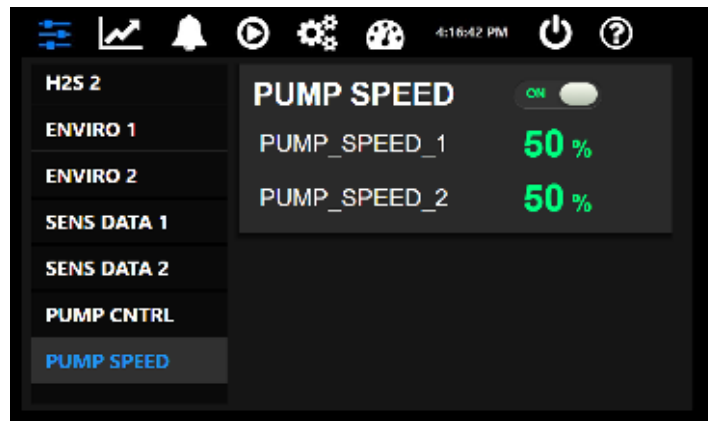 4:16:42 PM
H2S 2
ENVIRO 1
ENVIRO 2
SENS DATA 1
SENS DATA 2
PUMP CNTRL
PUMP SPEED
PUMP SPEED ON
PUMP_SPEED_1 50 %
PUMP_SPEED_2 50 %